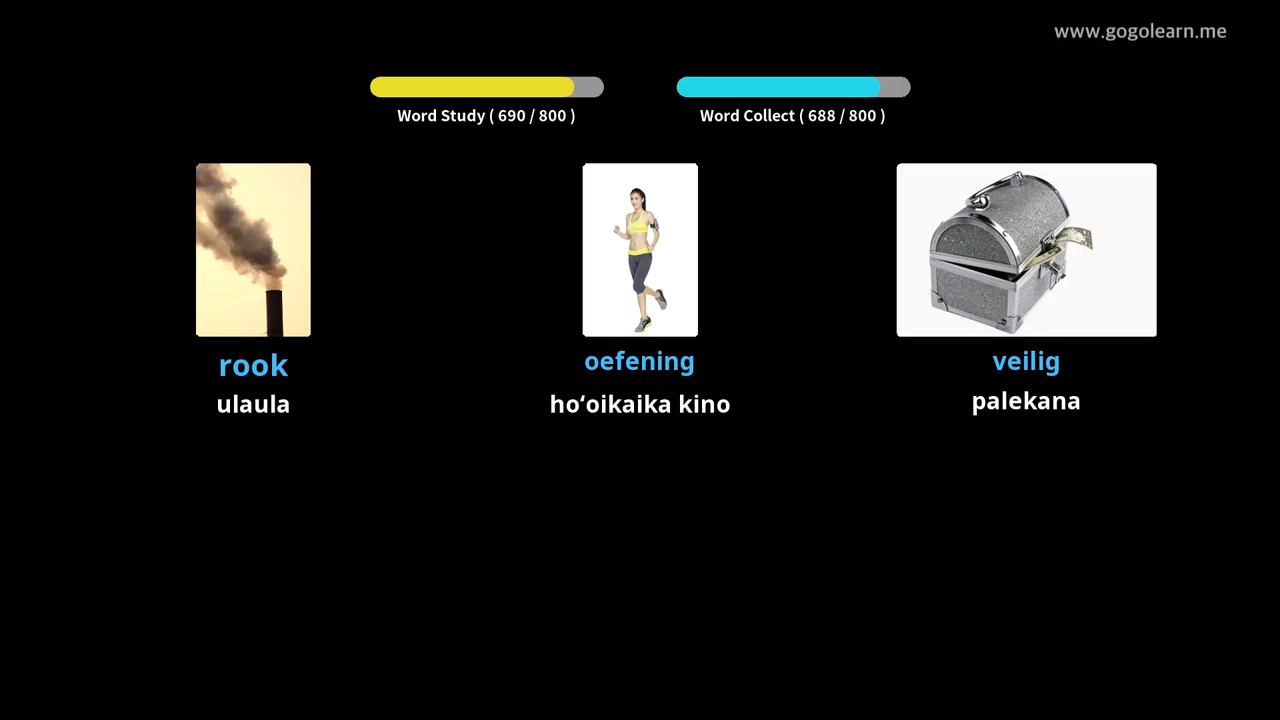 www.gogolearn.me
Word Study ( 690 / 800 )
Word Collect ( 688 / 800 )
rook
oefening
veilig
ulaula
hoʻoikaika kino
palekana